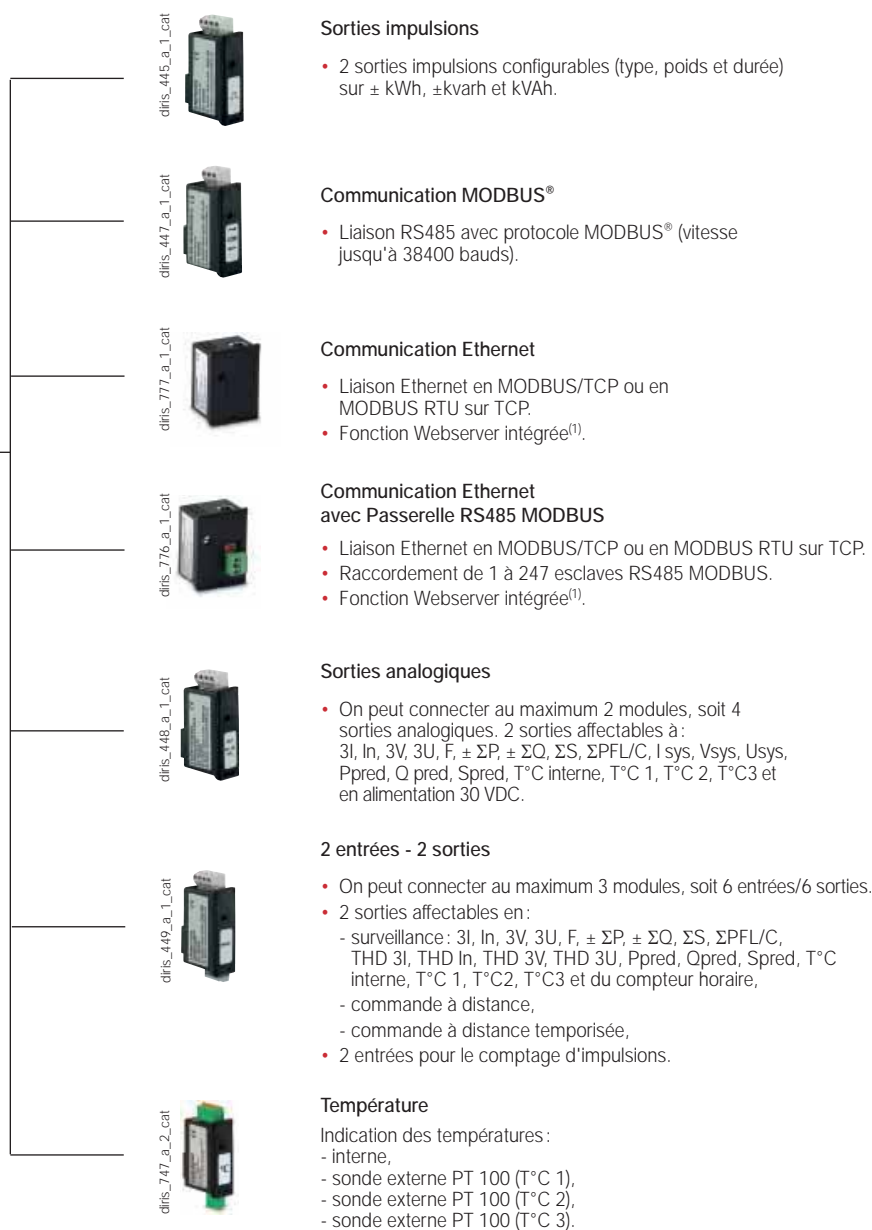 diris_445_a_1_cat
Sorties impulsions
• 2 sorties impulsions configurables (type, poids et durée)
sur ± kWh, ±kvarh et kVAh.
diris_447_a_1_cat
Communication MODBUS®
• Liaison RS485 avec protocole MODBUS® (vitesse
jusqu'à 38400 bauds).
diris_777_a_1_cat
Communication Ethernet
• Liaison Ethernet en MODBUS/TCP ou en
MODBUS RTU sur TCP.
• Fonction Webserver intégrée(1).
diris_776_a_1_cat
Communication Ethernet
avec Passerelle RS485 MODBUS
• Liaison Ethernet en MODBUS/TCP ou en MODBUS RTU sur TCP.
• Raccordement de 1 à 247 esclaves RS485 MODBUS.
• Fonction Webserver intégrée(1).
diris_448_a_1_cat
Sorties analogiques
• On peut connecter au maximum 2 modules, soit 4
sorties analogiques. 2 sorties affectables à :
3I, In, 3V, 3U, F, ± ΣP, ± ΣQ, ΣS, ΣPFL/C, I sys, Vsys, Usys,
Ppred, Q pred, Spred, T°C interne, T°C 1, T°C 2, T°C3 et
en alimentation 30 VDC.
diris_449_a_1_cat
2 entrées - 2 sorties
• On peut connecter au maximum 3 modules, soit 6 entrées/6 sorties.
• 2 sorties affectables en :
- surveillance : 3I, In, 3V, 3U, F, ± ΣP, ± ΣQ, ΣS, ΣPFL/C,
THD 3I, THD In, THD 3V, THD 3U, Ppred, Qpred, Spred, T°C
interne, T°C 1, T°C2, T°C3 et du compteur horaire,
- commande à distance,
- commande à distance temporisée,
• 2 entrées pour le comptage d'impulsions.
diris_747_a_2_cat
°C
Température
Indication des températures :
- interne,
- sonde externe PT 100 (T°C 1),
- sonde externe PT 100 (T°C 2),
- sonde externe PT 100 (T°C 3).